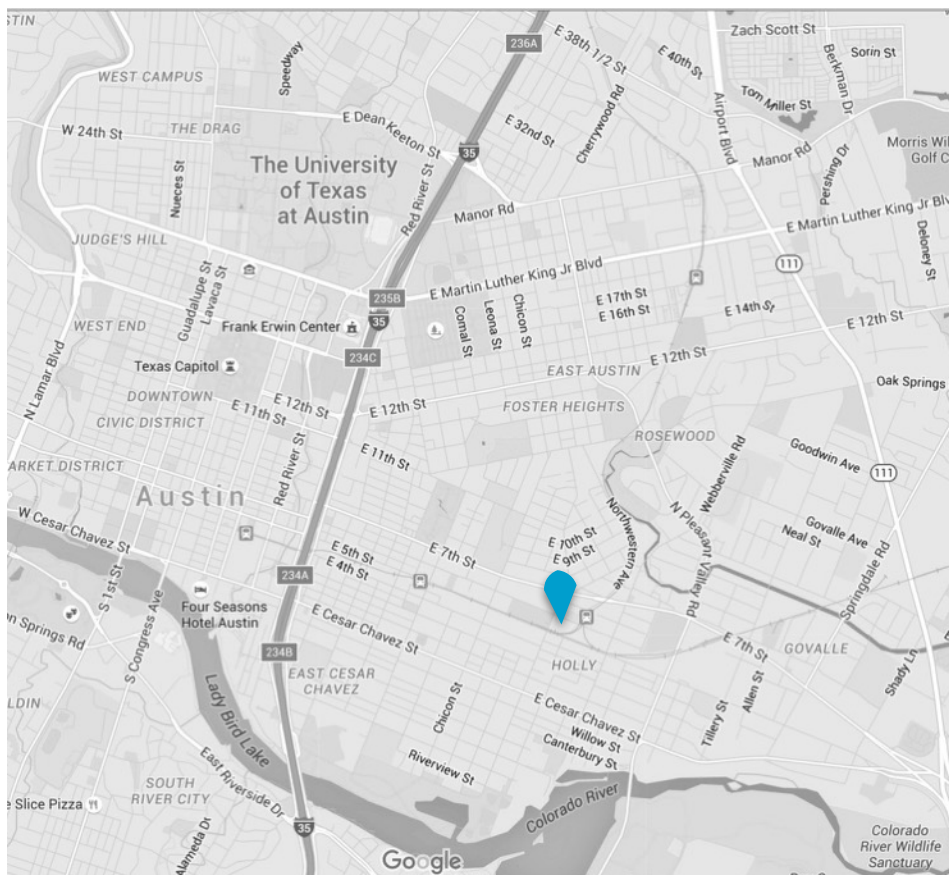 STIN
236A
E 38th 1/2 St
E 40th St
Zach Scott St
Berkman Dr
Sorin St
Speedway
WEST CAMPUS
Cherrywood Rd
Airport Blvd
Tom Miller St
W 24th St
THE DRAG
E Dean Keeton St
E 32nd St
35
Manor Rd
Morris Wil
Golf C
The University
of Texas
at Austin
Nueces St
Red River St
Manor Rd
Pershing Dr
E Martin Luther King Jr Blv
JUDGE'S HILL
Deloney St
Guadalupe St
Lavaca St
E Martin Luther King Jr Blvd
111
235B
E 17th St
E 16th St
E 14th St
WEST END
Frank Erwin Center
35
Comal St
Leona St
Chicon St
E 12th St
N Lamar Blvd
234C
Texas Capitol
E 12th St
EAST AUSTIN
Oak Springs
DOWNTOWN
E 12th St
E 11th St
FOSTER HEIGHTS
CIVIC DISTRICT
ROSEWOOD
Red River St
E 11th St
Webberville Rd
Goodwin Ave
ARKET DISTRICT
111
Austin
Northwestern Ave
N Pleasant Valley Rd
Govalle Ave
Neal St
W Cesar Chavez St
E 5th St
E 4th St
E 7th St
E 10th St
E 9th St
Springdale Rd
234A
S 1st St
S Congress Ave
Four Seasons
Hotel Austin
E Cesar Chavez St
E 7th St
on Springs Rd
234B
HOLLY
GOVALLE
EAST CESAR
CHAVEZ
Shady Ln
Allen St
Tillery St
LDIN
Lady Bird Lake
Chicon St
E Cesar Chavez St
Willow St
Canterbury St
Riverview St
East Riverside Dr
SOUTH
RIVER CITY
Colorado River
e Slice Pizza
Alameda Dr
35
Colorado
River Wildlife
Sanctuary
Google